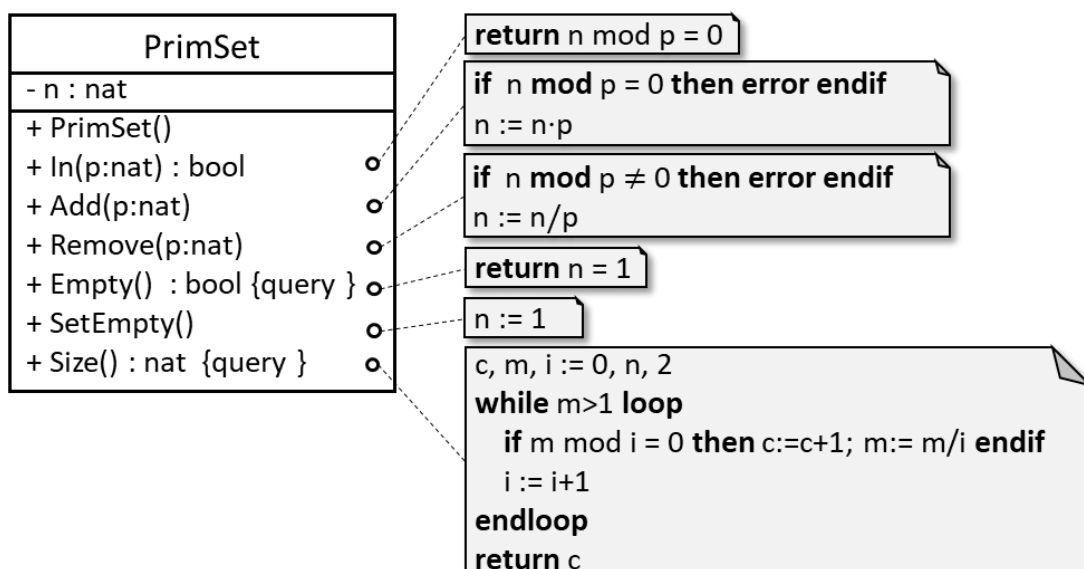 PrimSet
- n : nat
+ PrimSet()
+ In(p:nat) : bool
+ Add(p:nat)
+ Remove(p:nat)
+ Empty() : bool {query }
+ SetEmpty()
+ Size() : nat {query }
return n mod p = 0
if n mod p = 0 then error endif
n := n·p
if n mod p ≠ 0 then error endif
n := n/p
return n = 1
n := 1
c, m, i := 0, n, 2
while m>1 loop
if m mod i = 0 then c:=c+1; m:= m/i endif
i := i+1
endloop
return c